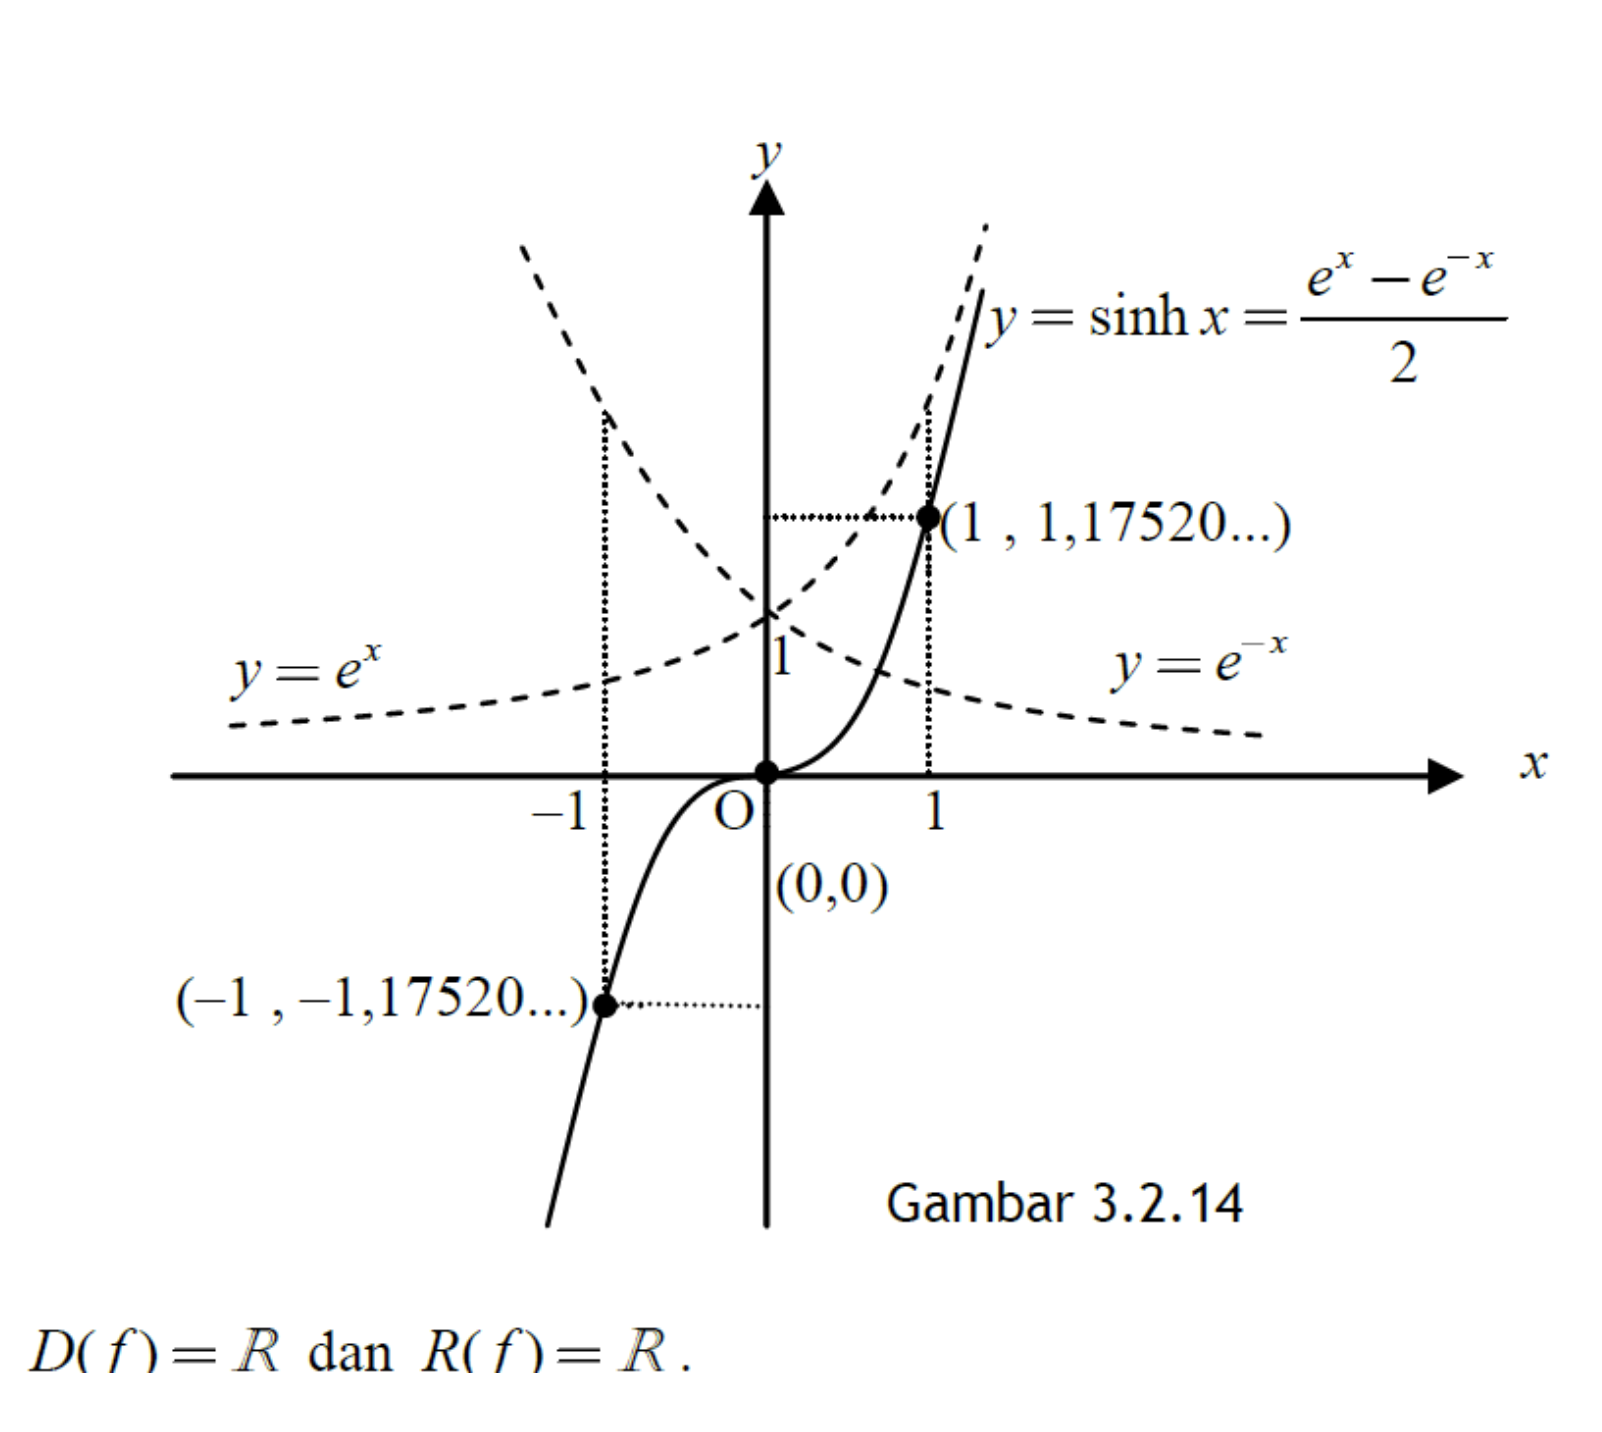 y
y = sinh x = (e^x – e^{–x}) / 2
(1 , 1,17520...)
1
y = e^x
y = e^{–x}
x
–1
O
1
(0,0)
(–1 , –1,17520...)
Gambar 3.2.14
D(f) = ℝ dan R(f) = ℝ .